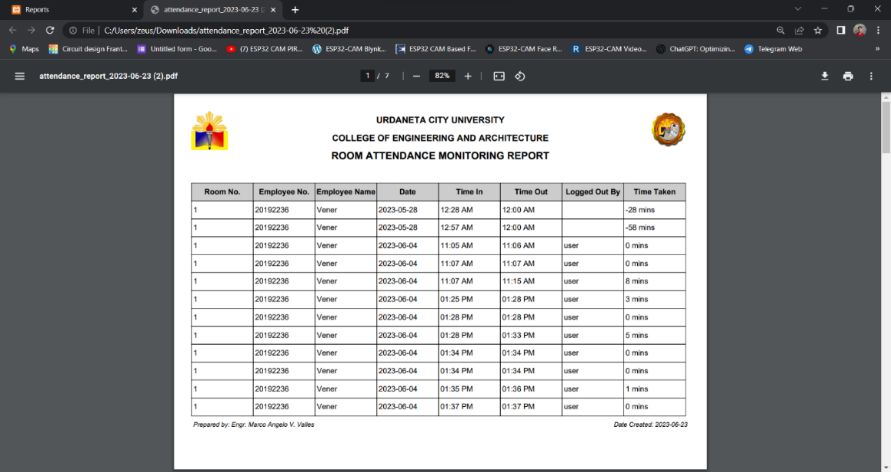 Reports
attendance_report_2023-06-23 (2
File | C:/Users/zeus/Downloads/attendance_report_2023-06-23%20(2).pdf
Maps Circuit design Frant... Untitled form - Goo... (7) ESP32 CAM PIR... ESP32-CAM Blynk... ESP32 CAM Based F... ESP32-CAM Face R... ESP32-CAM Video... ChatGPT: Optimizin... Telegram Web
attendance_report_2023-06-23 (2).pdf 1 / 7 82%
URDANETA CITY UNIVERSITY
COLLEGE OF ENGINEERING AND ARCHITECTURE
ROOM ATTENDANCE MONITORING REPORT
Room No. Employee No. Employee Name Date Time In Time Out Logged Out By Time Taken
1 20192236 Vener 2023-05-28 12:28 AM 12:00 AM -28 mins
1 20192236 Vener 2023-05-28 12:57 AM 12:00 AM -58 mins
1 20192236 Vener 2023-06-04 11:05 AM 11:06 AM user 0 mins
1 20192236 Vener 2023-06-04 11:07 AM 11:07 AM user 0 mins
1 20192236 Vener 2023-06-04 11:07 AM 11:15 AM user 8 mins
1 20192236 Vener 2023-06-04 01:25 PM 01:28 PM user 3 mins
1 20192236 Vener 2023-06-04 01:28 PM 01:28 PM user 0 mins
1 20192236 Vener 2023-06-04 01:28 PM 01:33 PM user 5 mins
1 20192236 Vener 2023-06-04 01:34 PM 01:34 PM user 0 mins
1 20192236 Vener 2023-06-04 01:34 PM 01:34 PM user 0 mins
1 20192236 Vener 2023-06-04 01:35 PM 01:36 PM user 1 mins
1 20192236 Vener 2023-06-04 01:37 PM 01:37 PM user 0 mins
Prepared by: Engr. Marco Angelo V. Valles Date Created: 2023-06-23